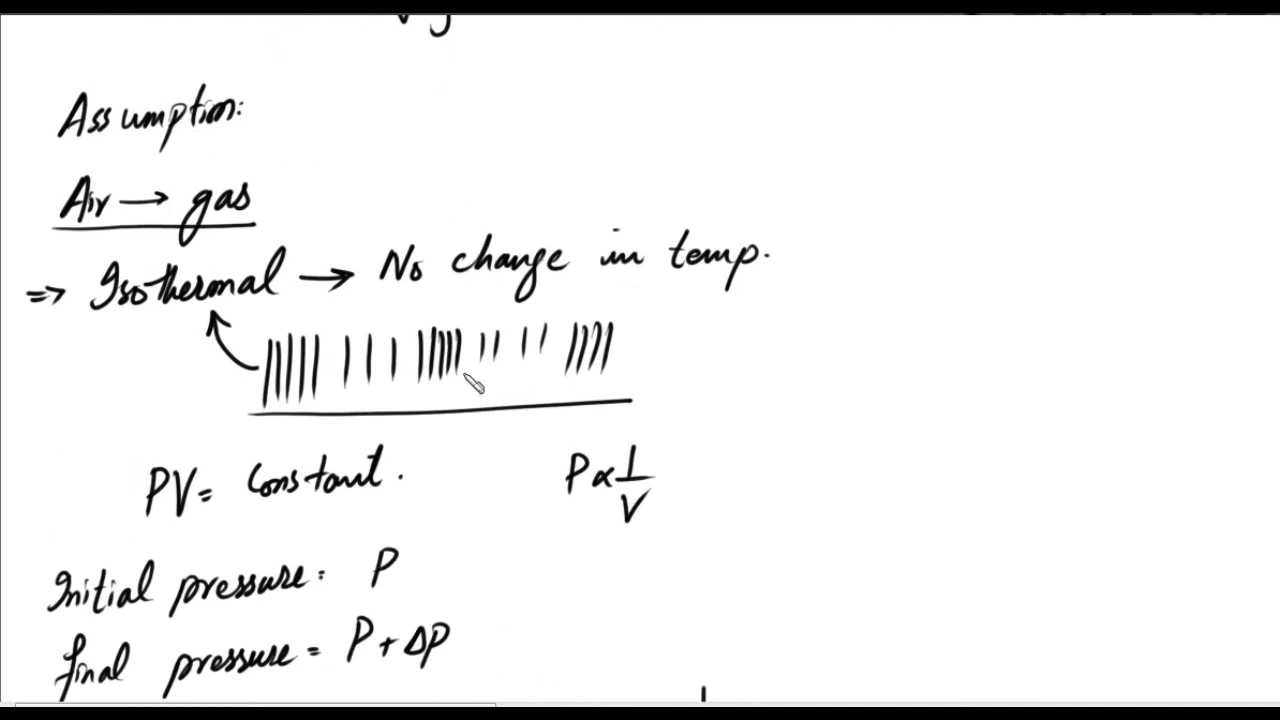 Assumption:
Air → gas
=> Isothermal → No change in temp.
PV = Constant. P ∝ 1/V
Initial pressure = P
final pressure = P + ΔP